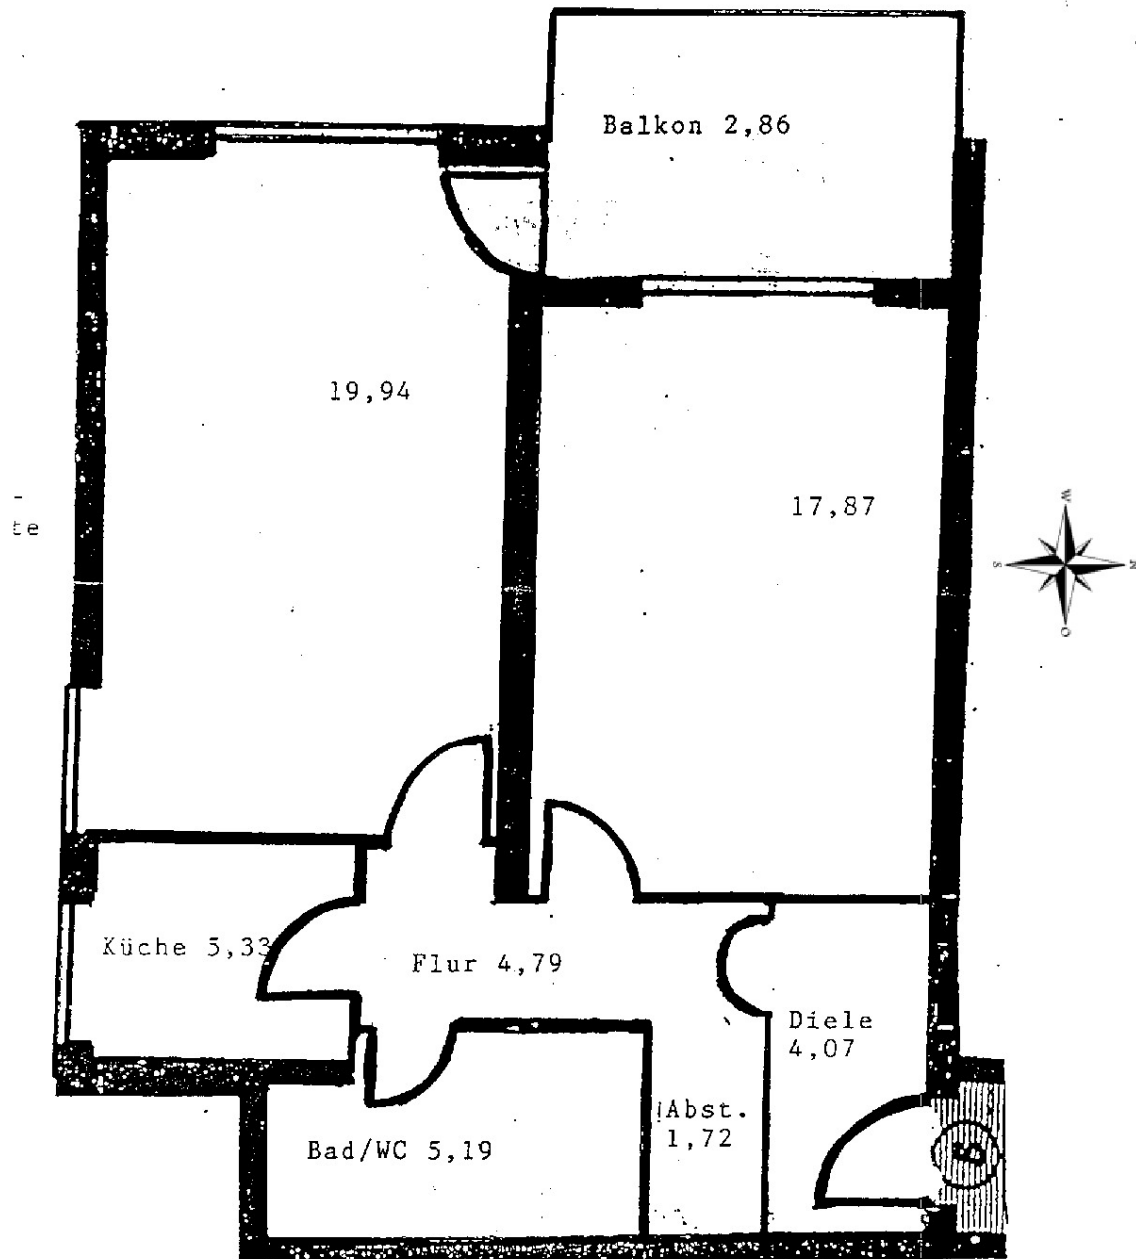 Balkon 2,86
19,94
17,87
-
te
W
S
N
O
Küche 5,33
Flur 4,79
Diele
4,07
Abst.
1,72
Bad/WC 5,19
B